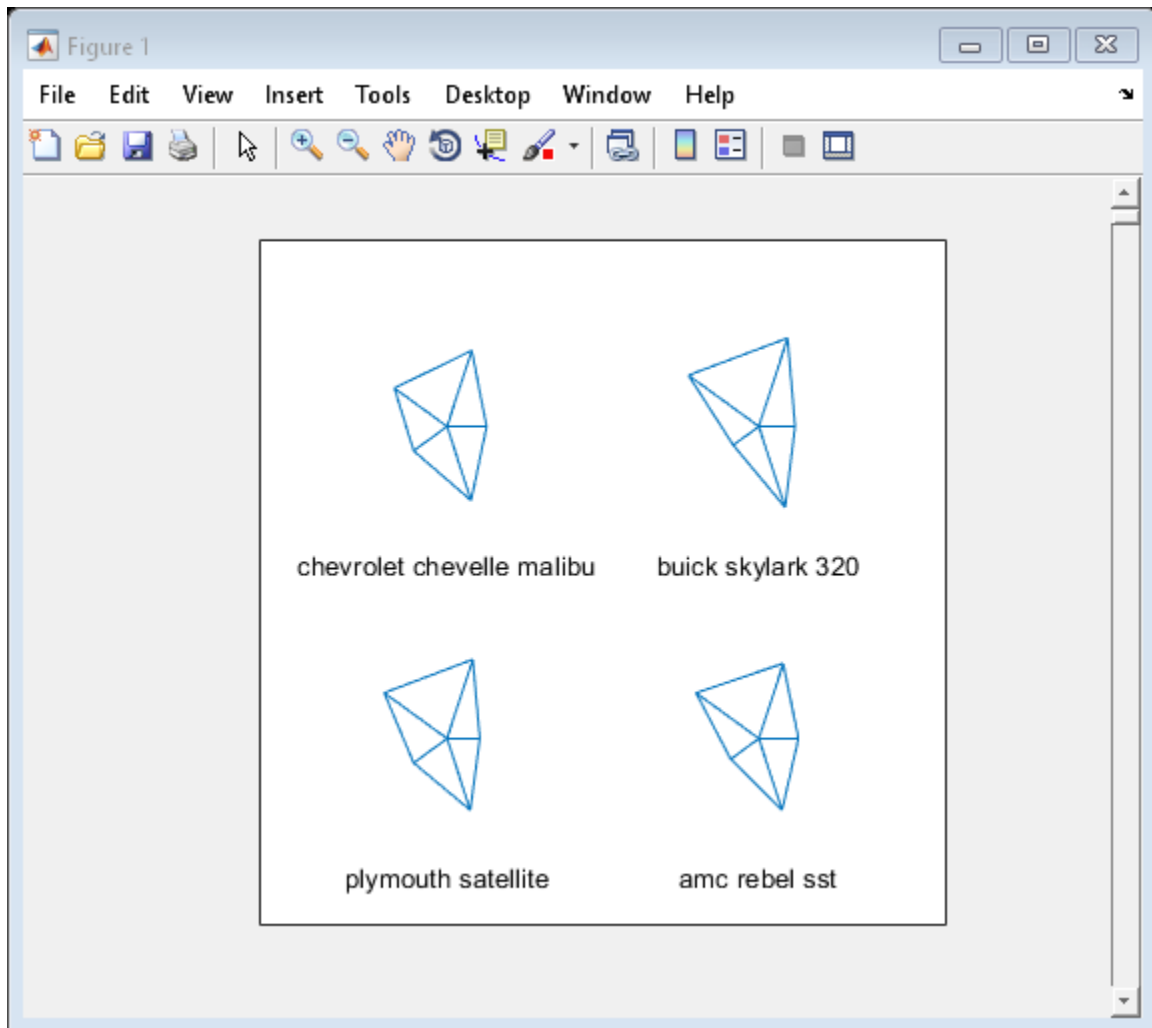 Figure 1
File Edit View Insert Tools Desktop Window Help
chevrolet chevelle malibu buick skylark 320
plymouth satellite amc rebel sst